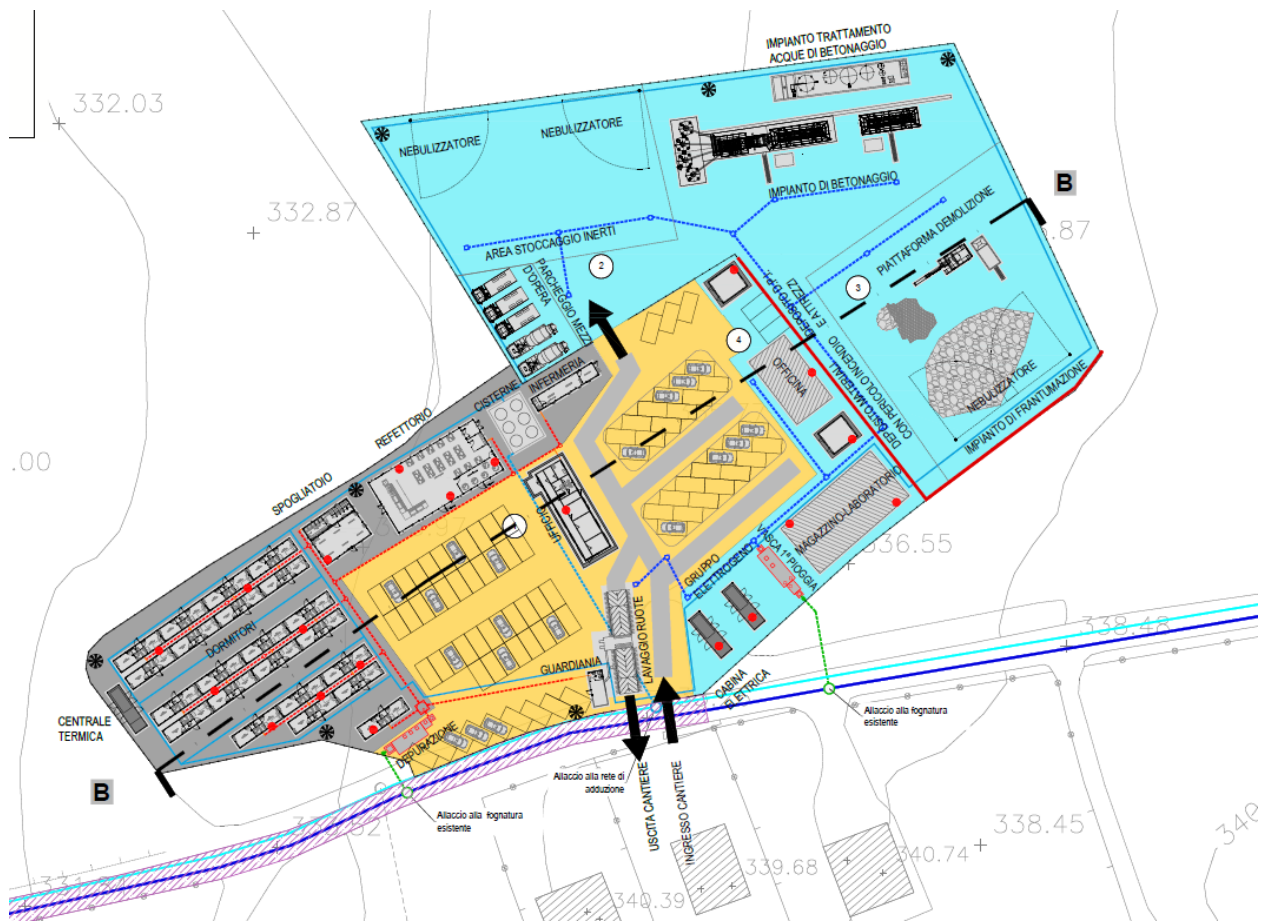 IMPIANTO TRATTAMENTO
ACQUE DI BETONAGGIO
332.03
NEBULIZZATORE
NEBULIZZATORE
IMPIANTO DI BETONAGGIO
B
332.87
.87
AREA STOCCAGGIO INERTI
PIATTAFORMA DEMOLIZIONE
2
3
PARCHEGGIO MEZZI
D'OPERA
E ATTREZZI
4
OFFICINA
DEPOSITO MATERIALI
CON PERICOLO INCENDIO
NEBULIZZATORE
IMPIANTO DI FRANTUMAZIONE
INFERMERIA
CISTERNE
REFETTORIO
.00
SPOGLIATOIO
UFFICIO
MAGAZZINO-LABORATORIO
VASCA 1ª PIOGGIA
336.55
GRUPPO
ELETTROGENO
DORMITORI
LAVAGGIO RUOTE
GUARDIANIA
CABINA
ELETTRICA
338.48
CENTRALE
TERMICA
DEPURAZIONE
Allaccio alla fognatura
esistente
Allaccio alla rete di
adduzione
USCITA CANTIERE
INGRESSO CANTIERE
B
Allaccio alla fognatura
esistente
338.45
339.68
340.74
340.39